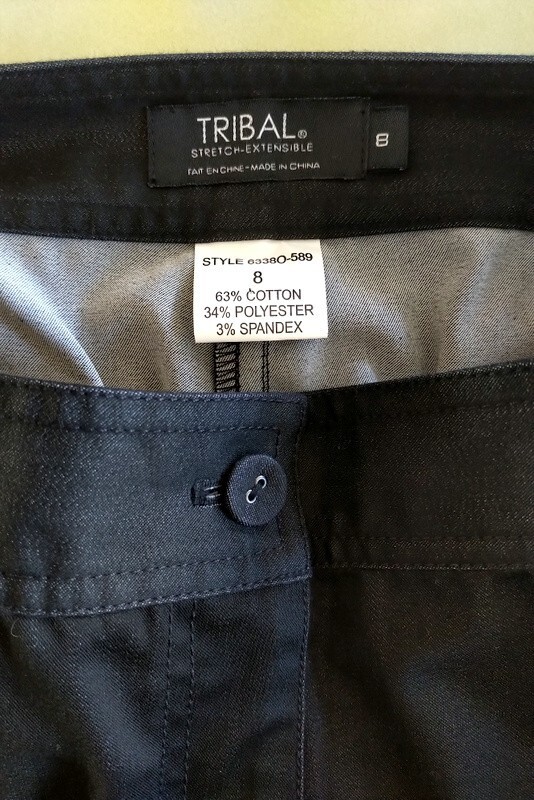 TRIBAL®
STRETCH-EXTENSIBLE
FAIT EN CHINE-MADE IN CHINA
8
STYLE 63380-589
8
63% COTTON
34% POLYESTER
3% SPANDEX